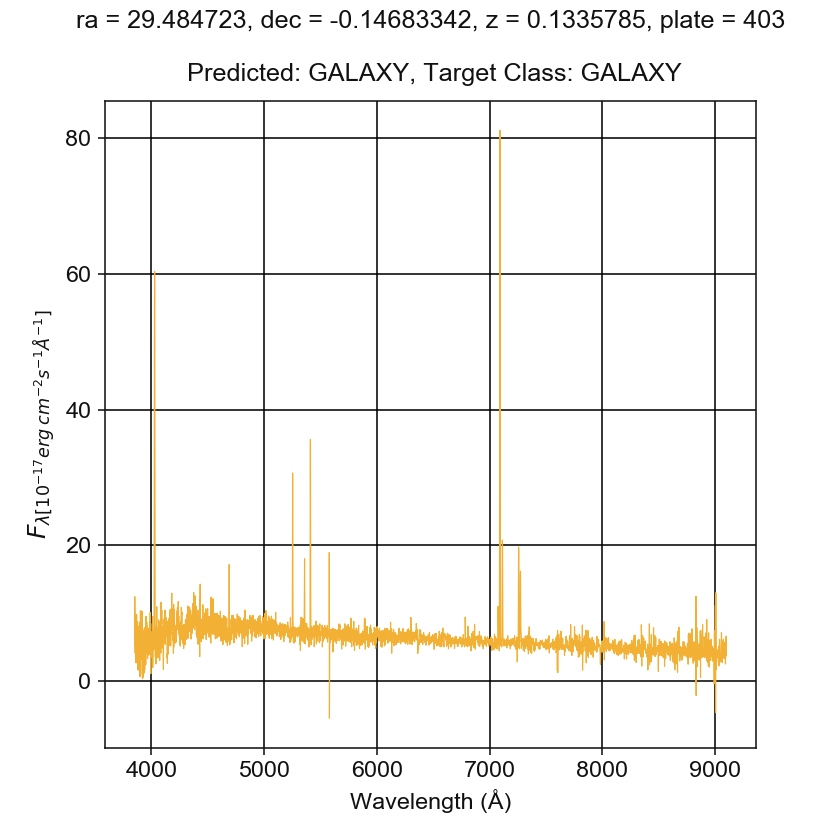 ra = 29.484723, dec = -0.14683342, z = 0.1335785, plate = 403
Predicted: GALAXY, Target Class: GALAXY
80
60
40
20
0
F_{λ[10^{−17} erg cm^{−2} s^{−1} Å^{−1}]}
4000 5000 6000 7000 8000 9000
Wavelength (Å)